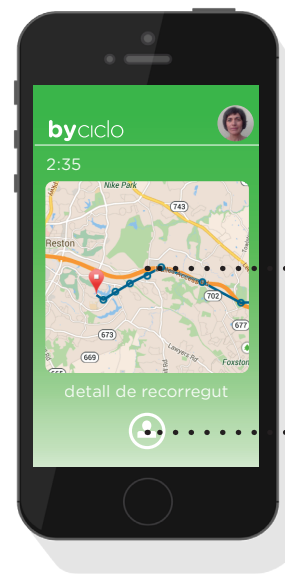 byciclo
2:35
Nike Park
743
Reston
702
677
673
Lawyers Rd
669
Foxston
detall de recorregut